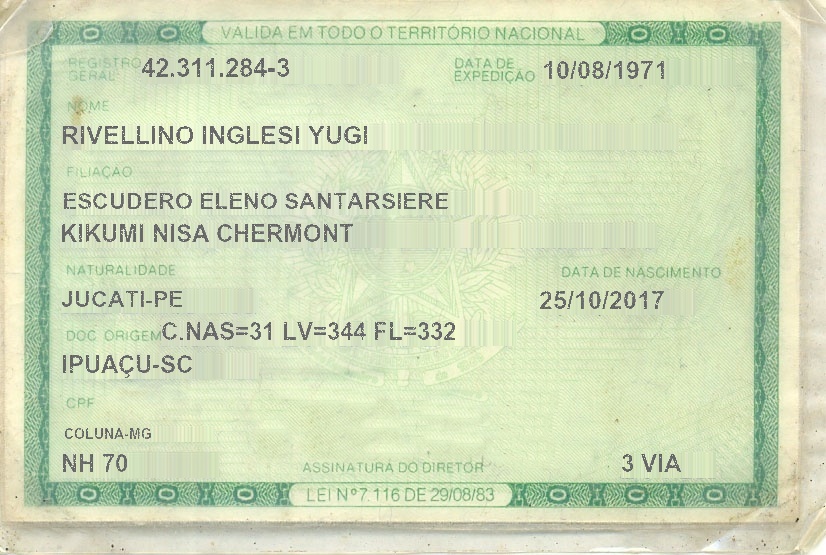 VÁLIDA EM TODO O TERRITÓRIO NACIONAL
REGISTRO GERAL 42.311.284-3 DATA DE EXPEDIÇÃO 10/08/1971
NOME
RIVELLINO INGLESI YUGI
FILIAÇÃO
ESCUDERO ELENO SANTARSIERE
KIKUMI NISA CHERMONT
NATURALIDADE DATA DE NASCIMENTO
JUCATI-PE 25/10/2017
DOC ORIGEM C.NAS=31 LV=344 FL=332
IPUAÇU-SC
CPF
COLUNA-MG
NH 70 ASSINATURA DO DIRETOR 3 VIA
LEI Nº 7.116 DE 29/08/83